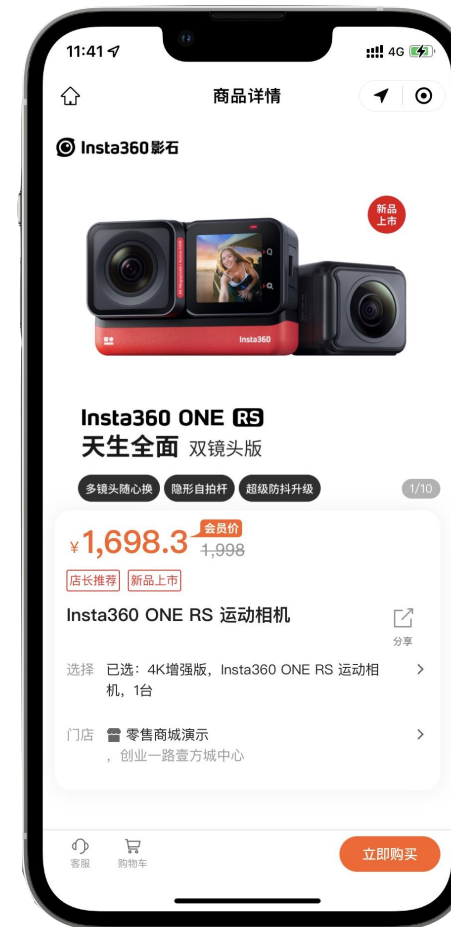 11:41
4G
商品详情
Insta360影石
新品
上市
Insta360
Insta360 ONE RS
天生全面 双镜头版
多镜头随心换 隐形自拍杆 超级防抖升级
1/10
¥1,698.3 会员价 1,998
店长推荐 新品上市
Insta360 ONE RS 运动相机
分享
选择 已选：4K增强版，Insta360 ONE RS 运动相
机，1台
门店 零售商城演示
，创业一路壹方城中心
客服 购物车 立即购买